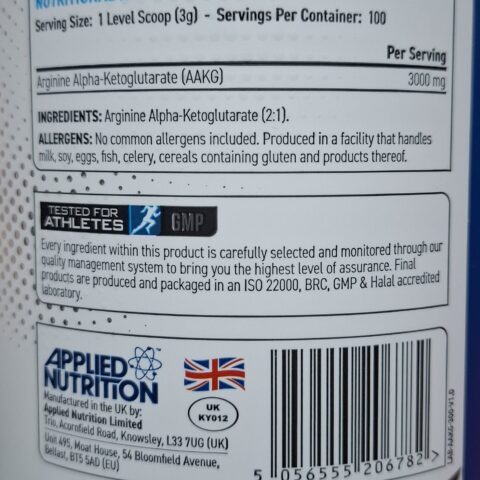 NUTRITIONAL
Serving Size: 1 Level Scoop (3g) - Servings Per Container: 100
Per Serving
Arginine Alpha-Ketoglutarate (AAKG) 3000 mg
INGREDIENTS: Arginine Alpha-Ketoglutarate (2:1).
ALLERGENS: No common allergens included. Produced in a facility that handles
milk, soy, eggs, fish, celery, cereals containing gluten and products thereof.
TESTED FOR
ATHLETES GMP
Every ingredient within this product is carefully selected and monitored through our
quality management system to bring you the highest level of assurance. Final
products are produced and packaged in an ISO 22000, BRC, GMP & Halal accredited
laboratory.
APPLIED
NUTRITION
Manufactured in the UK by:
Applied Nutrition Limited
Trio, Acornfield Road, Knowsley, L33 7UG (UK)
Unit 495, Moat House, 54 Bloomfield Avenue,
Belfast, BT5 5AD (EU)
UK
KY012
5 056555 206782 >
LAB-AAKG-300-V1.0